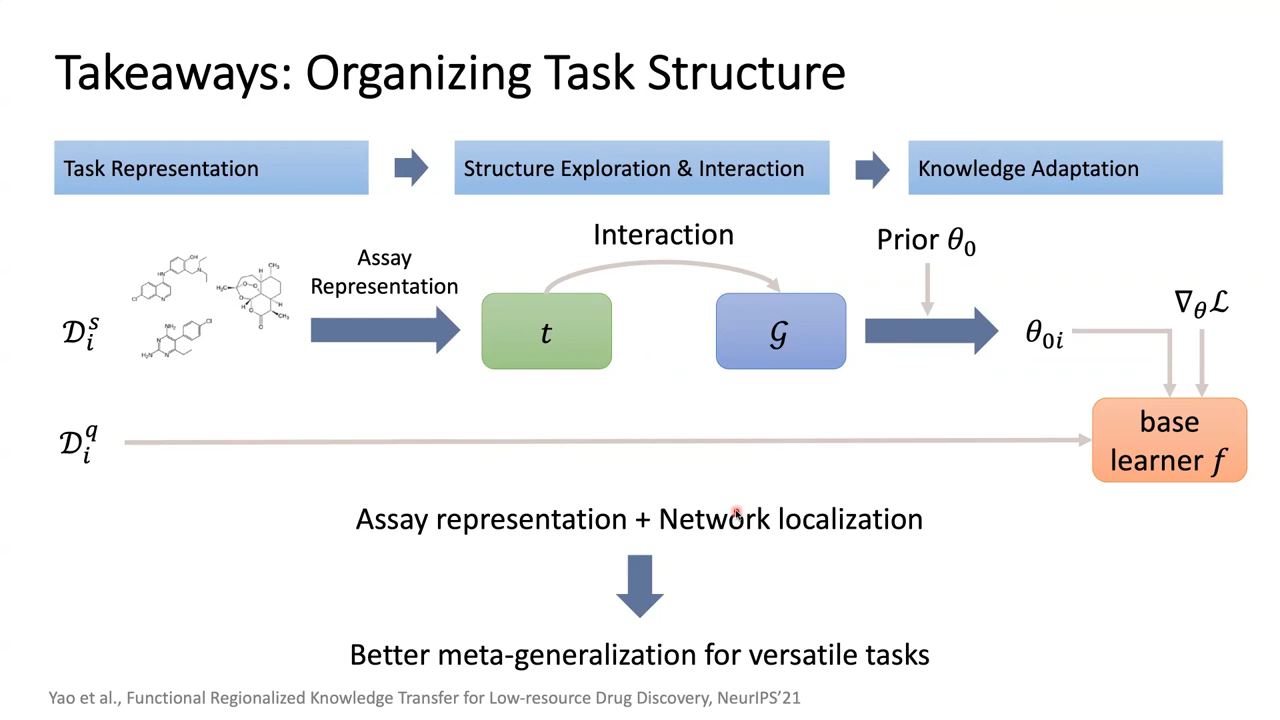 Takeaways: Organizing Task Structure
Task Representation
Structure Exploration & Interaction
Knowledge Adaptation
Interaction
Prior θ₀
Assay
Representation
∇_θ ℒ
𝒟ᵢˢ
t
𝒢
θ₀ᵢ
𝒟ᵢ^q
base
learner f
Assay representation + Network localization
Better meta-generalization for versatile tasks
Yao et al., Functional Regionalized Knowledge Transfer for Low-resource Drug Discovery, NeurIPS’21